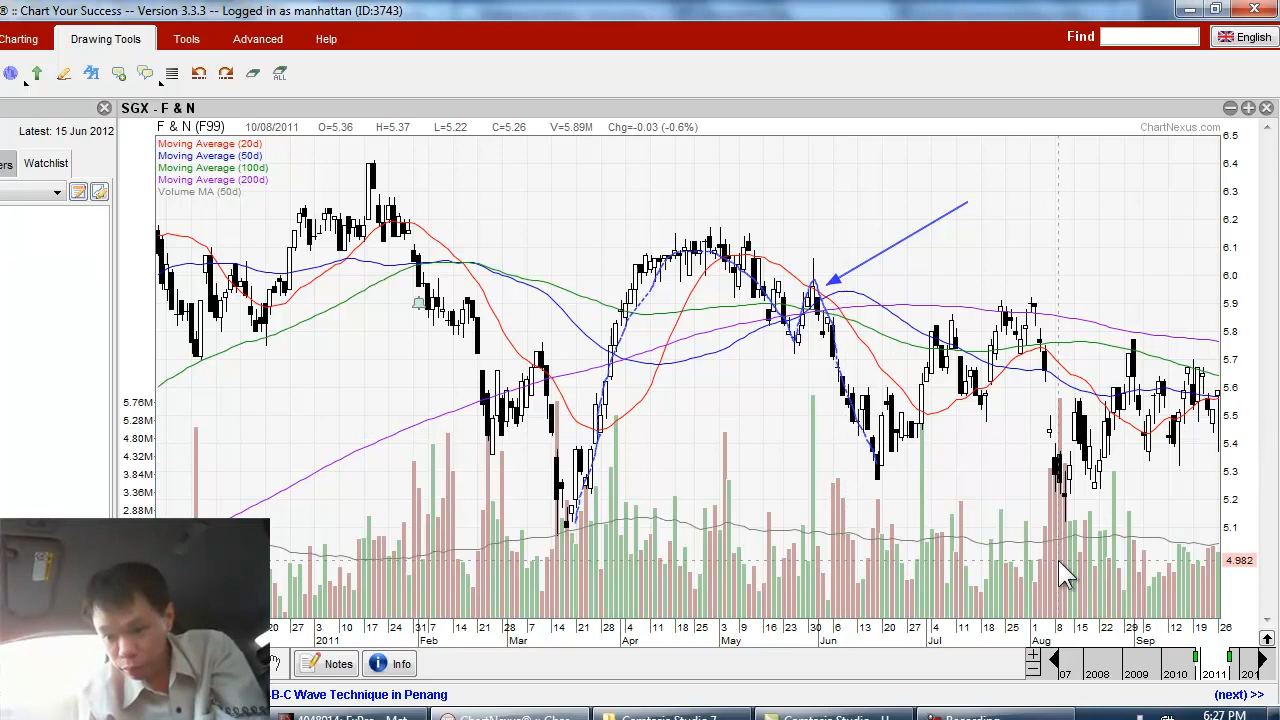 ® :: Chart Your Success -- Version 3.3.3 -- Logged in as manhattan (ID:3743)
Charting Drawing Tools Tools Advanced Help Find English
ALL
SGX - F & N
Latest: 15 Jun 2012
F & N (F99) 10/08/2011 O=5.36 H=5.37 L=5.22 C=5.26 V=5.89M Chg=-0.03 (-0.6%) ChartNexus.com
Moving Average (20d)
Moving Average (50d)
Moving Average (100d)
Moving Average (200d)
Volume MA (50d)
ers Watchlist
6.5
6.4
6.3
6.2
6.1
6.0
5.9
5.8
5.7
5.6
5.5
5.4
5.3
5.2
5.1
4.982
5.76M
5.28M
4.80M
4.32M
3.84M
3.36M
2.88M
20 27 3 10 17 24 31 7 14 21 28 7 14 21 28 4 11 18 25 3 9 16 23 30 6 13 20 27 4 11 18 25 1 8 15 22 29 5 12 19 26
2011 Feb Mar Apr May Jun Jul Aug Sep
Notes Info
07 2008 2009 2010 2011 201
B-C Wave Technique in Penang (next) >>
6:27 PM